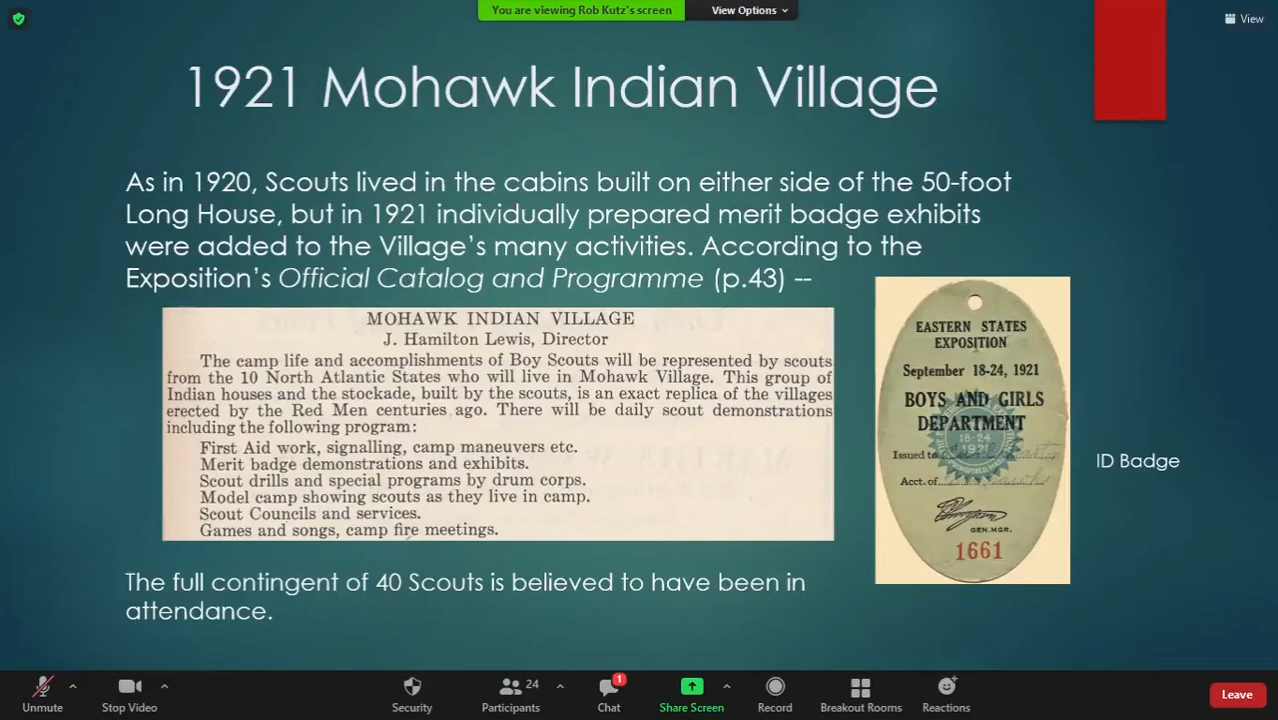 You are viewing Rob Kutz's screen
View Options
View
1921 Mohawk Indian Village
As in 1920, Scouts lived in the cabins built on either side of the 50-foot
Long House, but in 1921 individually prepared merit badge exhibits
were added to the Village's many activities. According to the
Exposition's Official Catalog and Programme (p.43) --
MOHAWK INDIAN VILLAGE
J. Hamilton Lewis, Director
The camp life and accomplishments of Boy Scouts will be represented by scouts
from the 10 North Atlantic States who will live in Mohawk Village. This group of
Indian houses and the stockade, built by the scouts, is an exact replica of the villages
erected by the Red Men centuries ago. There will be daily scout demonstrations
including the following program:
First Aid work, signalling, camp maneuvers etc.
Merit badge demonstrations and exhibits.
Scout drills and special programs by drum corps.
Model camp showing scouts as they live in camp.
Scout Councils and services.
Games and songs, camp fire meetings.
EASTERN STATES
EXPOSITION
September 18-24, 1921
BOYS AND GIRLS
DEPARTMENT
18-24
1921
Issued to
Acct. of
GEN. MGR.
1661
ID Badge
The full contingent of 40 Scouts is believed to have been in
attendance.
Unmute
Stop Video
Security
24
Participants
1
Chat
Share Screen
Record
Breakout Rooms
Reactions
Leave